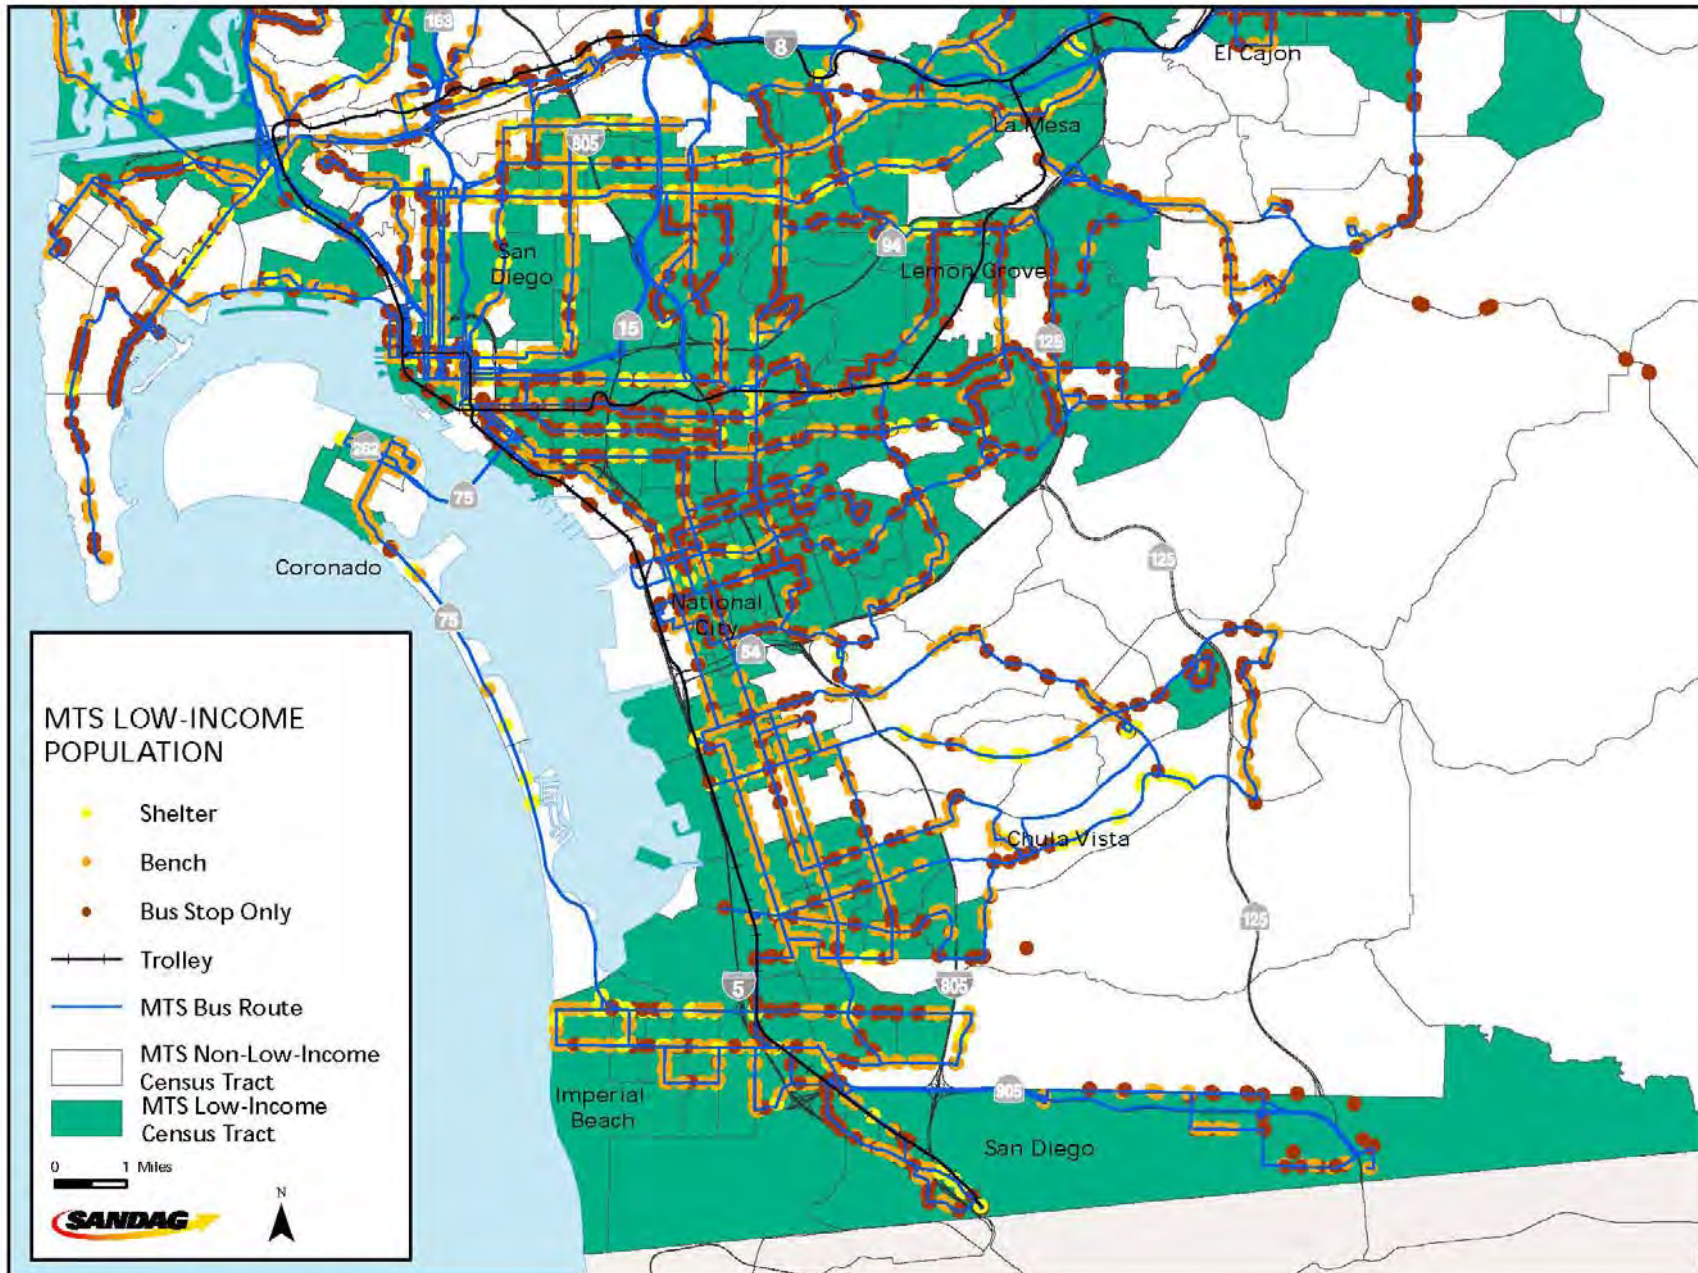 163
8
El Cajon
805
La Mesa
San
Diego
94
Lemon Grove
15
125
282
75
Coronado
125
75
National
City
54
Chula Vista
125
5
805
905
Imperial
Beach
San Diego
MTS LOW-INCOME
POPULATION
Shelter
Bench
Bus Stop Only
Trolley
MTS Bus Route
MTS Non-Low-Income
Census Tract
MTS Low-Income
Census Tract
0 1 Miles
SANDAG
N